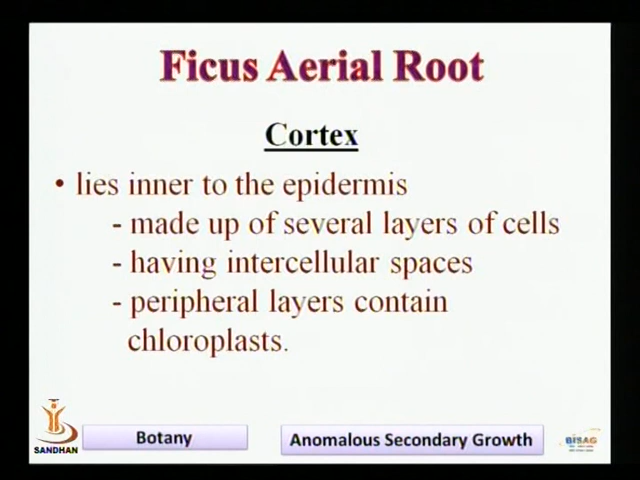 Ficus Aerial Root
Cortex
• lies inner to the epidermis
- made up of several layers of cells
- having intercellular spaces
- peripheral layers contain
chloroplasts.
SANDHAN
Botany
Anomalous Secondary Growth
BISAG